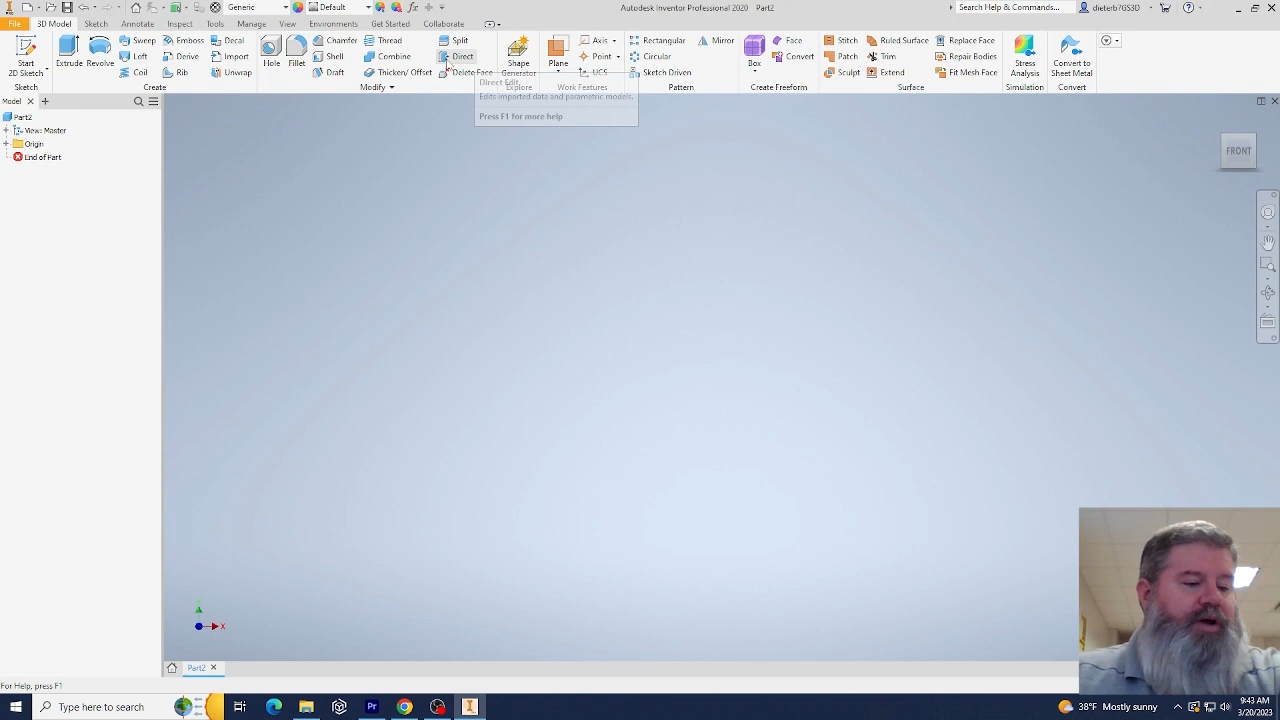 Generic Default Autodesk Inventor Professional 2020 Part2 Search Help & Commands... dieterb7GS3D
File 3D Model Sketch Annotate Inspect Tools Manage View Environments Get Started Collaborate
Start
2D Sketch
Extrude
Revolve
Sweep
Loft
Coil
Emboss
Derive
Rib
Decal
Import
Unwrap
Create
Hole
Fillet
Chamfer
Shell
Draft
Thread
Combine
Thicken/ Offset
Split
Direct
Delete Face
Modify
Shape
Generator
Explore
Plane
Axis
Point
UCS
Work Features
Rectangular
Circular
Sketch Driven
Mirror
Pattern
Box
Face
Convert
Create Freeform
Stitch
Patch
Sculpt
Ruled Surface
Trim
Extend
Replace Face
Repair Bodies
Fit Mesh Face
Surface
Stress
Analysis
Simulation
Convert to
Sheet Metal
Convert
Direct Edit
Edits imported data and parametric models.
Press F1 for more help
Model
Part2
View: Master
Origin
End of Part
FRONT
X
Part2
For Help, press F1
Type here to search
Pr
38°F Mostly sunny
9:43 AM
3/20/2023